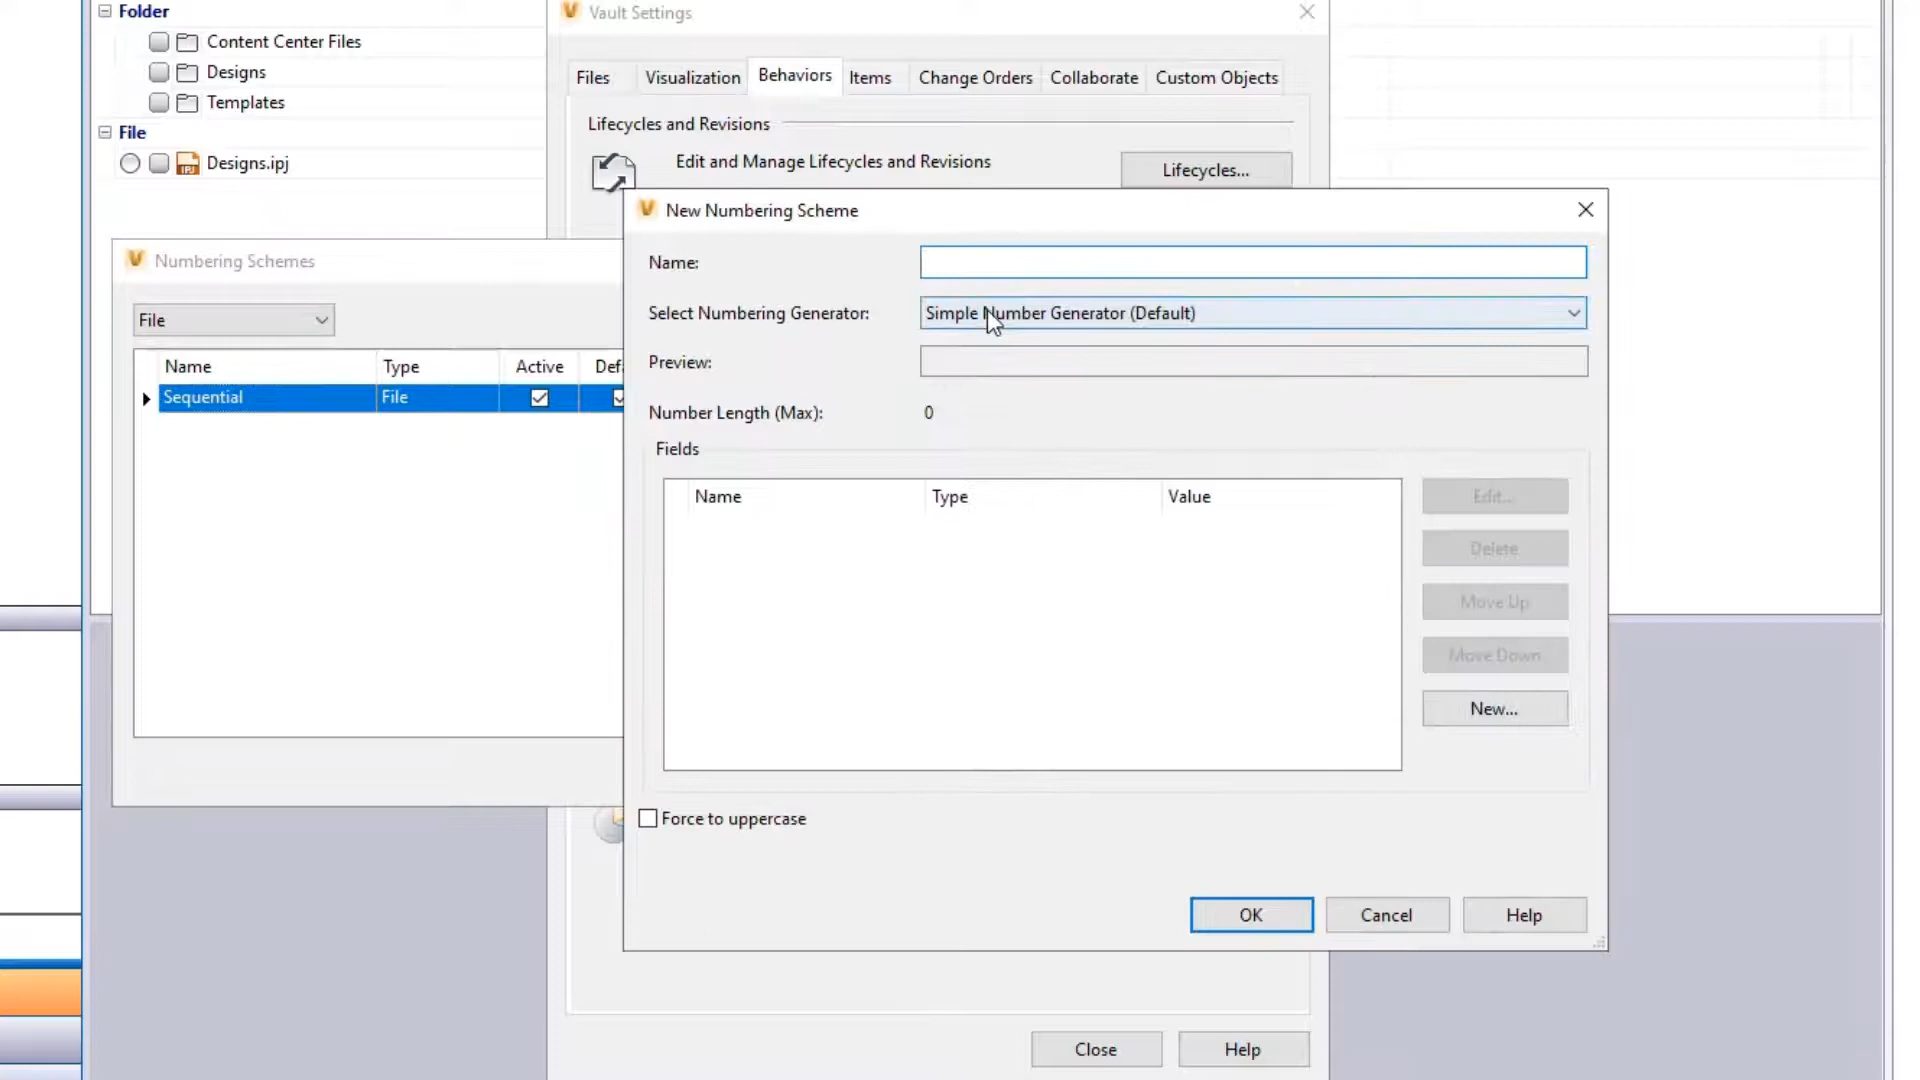 Folder
Content Center Files
Designs
Templates
File
Designs.ipj
Vault Settings
Files
Visualization
Behaviors
Items
Change Orders
Collaborate
Custom Objects
Lifecycles and Revisions
Edit and Manage Lifecycles and Revisions
Lifecycles...
Numbering Schemes
File
Name
Type
Active
Def
Sequential
File
New Numbering Scheme
Name:
Select Numbering Generator:
Simple Number Generator (Default)
Preview:
Number Length (Max):
0
Fields
Name
Type
Value
Edit...
Delete
Move Up
Move Down
New...
Force to uppercase
OK
Cancel
Help
Close
Help